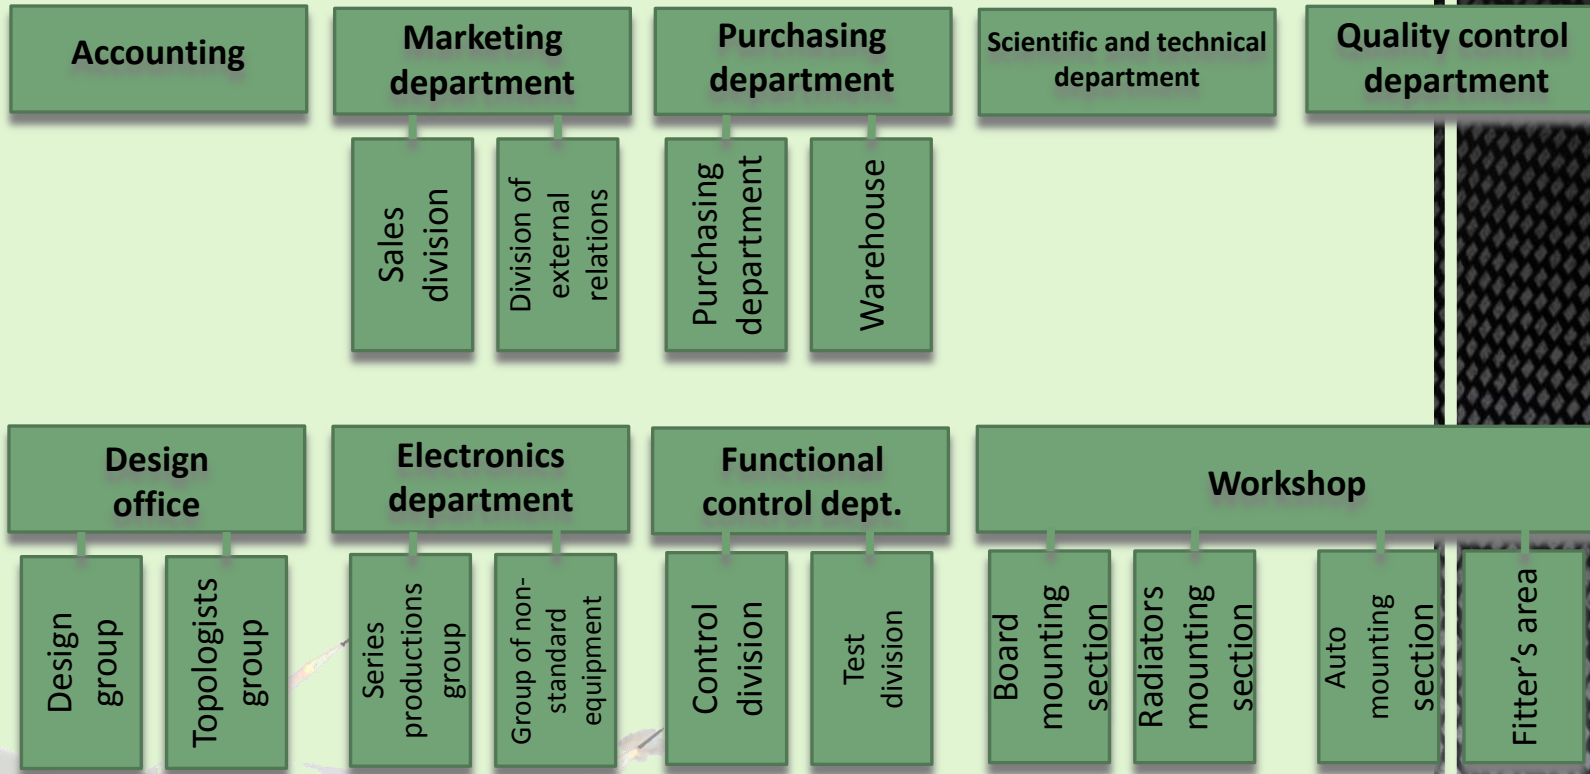 Accounting
Marketing
department
Purchasing
department
Scientific and technical
department
Quality control
department
Sales
division
Division of
external
relations
Purchasing
department
Warehouse
Design
office
Electronics
department
Functional
control dept.
Workshop
Design
group
Topologists
group
Series
productions
group
Group of non-
standard
equipment
Control
division
Test
division
Board
mounting
section
Radiators
mounting
section
Auto
mounting
section
Fitter’s area